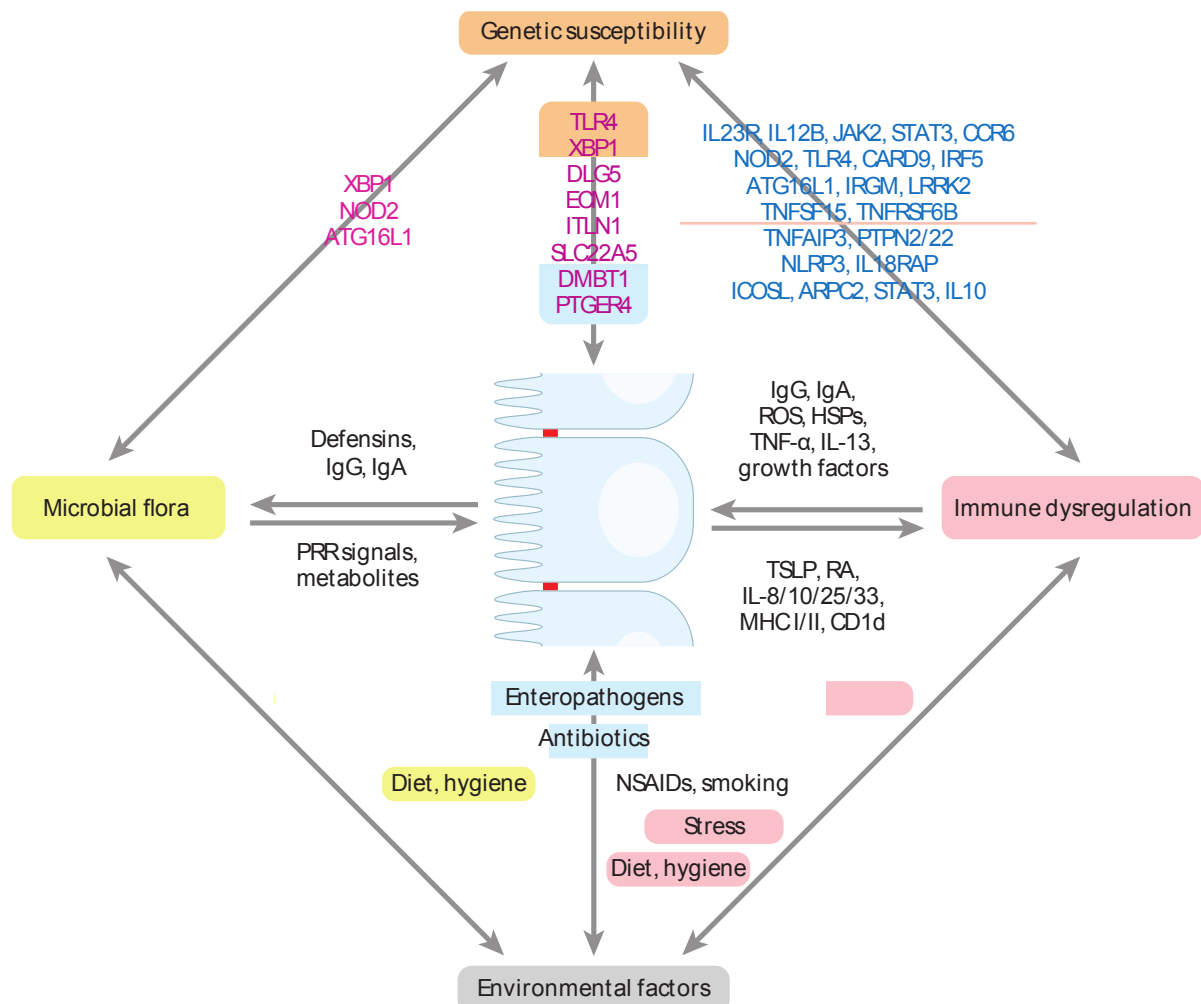 Genetic susceptibility
TLR4
XBP1
DLG5
ECM1
ITLN1
SLC22A5
DMBT1
PTGER4
IL23R, IL12B, JAK2, STAT3, CCR6
NOD2, TLR4, CARD9, IRF5
ATG16L1, IRGM, LRRK2
TNFSF15, TNFRSF6B
TNFAIP3, PTPN2/22
NLRP3, IL18RAP
ICOSL, ARPC2, STAT3, IL10
XBP1
NOD2
ATG16L1
Defensins,
IgG, IgA
IgG, IgA,
ROS, HSPs,
TNF-α, IL-13,
growth factors
Microbial flora
Immune dysregulation
PRR signals,
metabolites
TSLP, RA,
IL-8/10/25/33,
MHC I/II, CD1d
Enteropathogens
Antibiotics
Diet, hygiene
NSAIDs, smoking
Stress
Diet, hygiene
Environmental factors